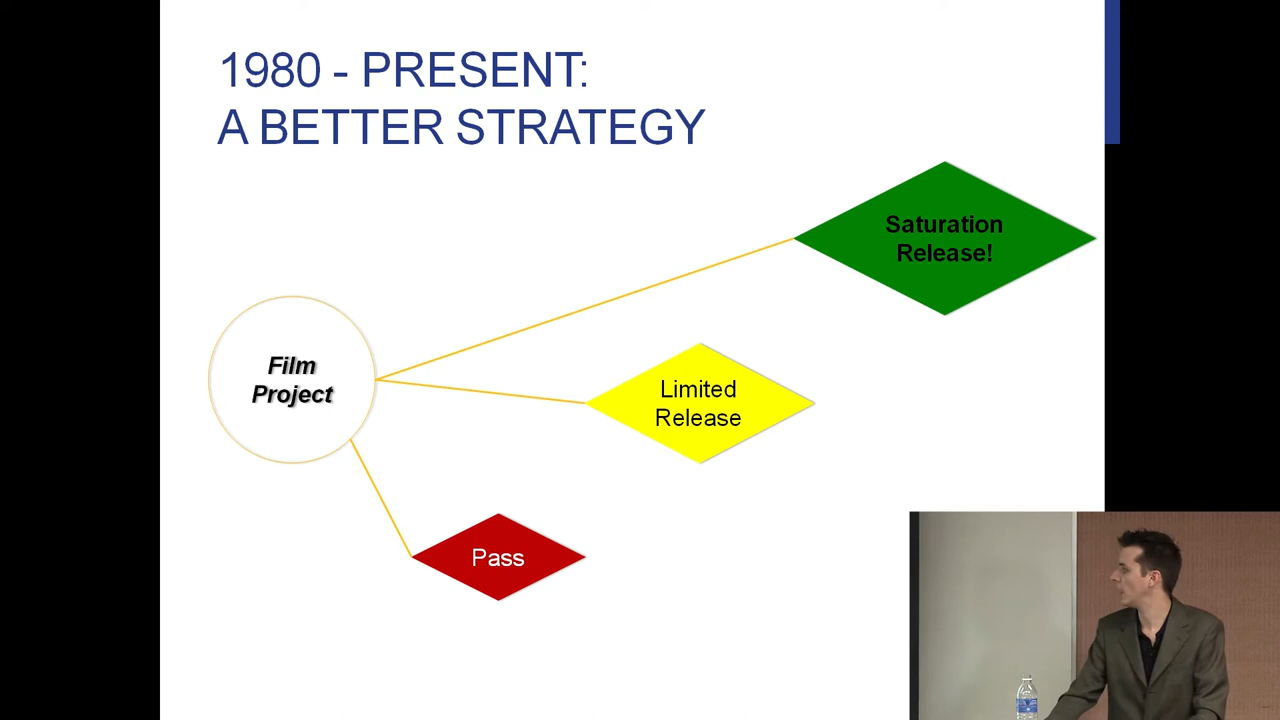 1980 - PRESENT:
A BETTER STRATEGY
Saturation
Release!
Film
Project
Limited
Release
Pass